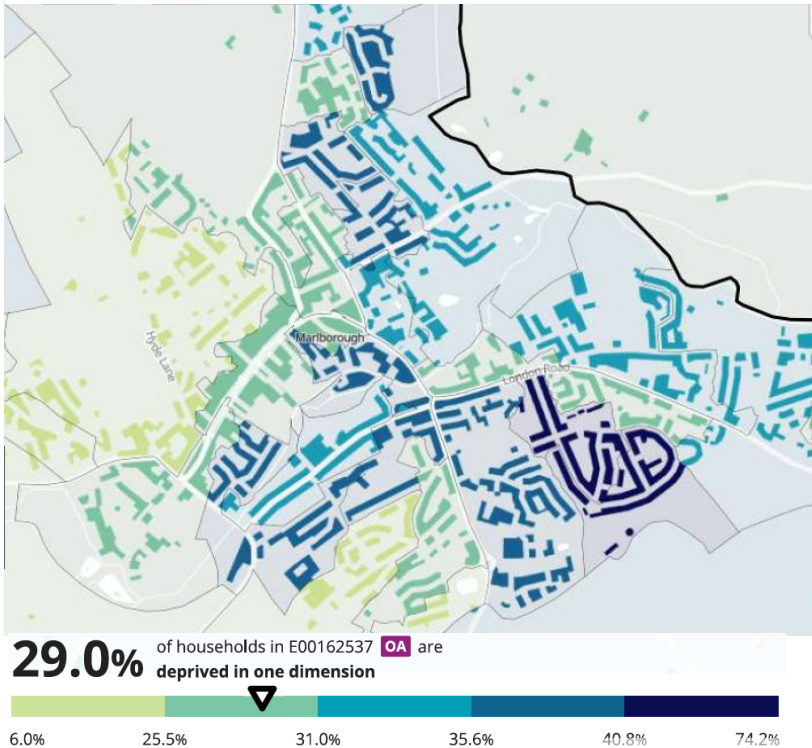 Marlborough
Hyde Lane
London Road
29.0% of households in E00162537 OA are
deprived in one dimension
6.0% 25.5% 31.0% 35.6% 40.8% 74.2%